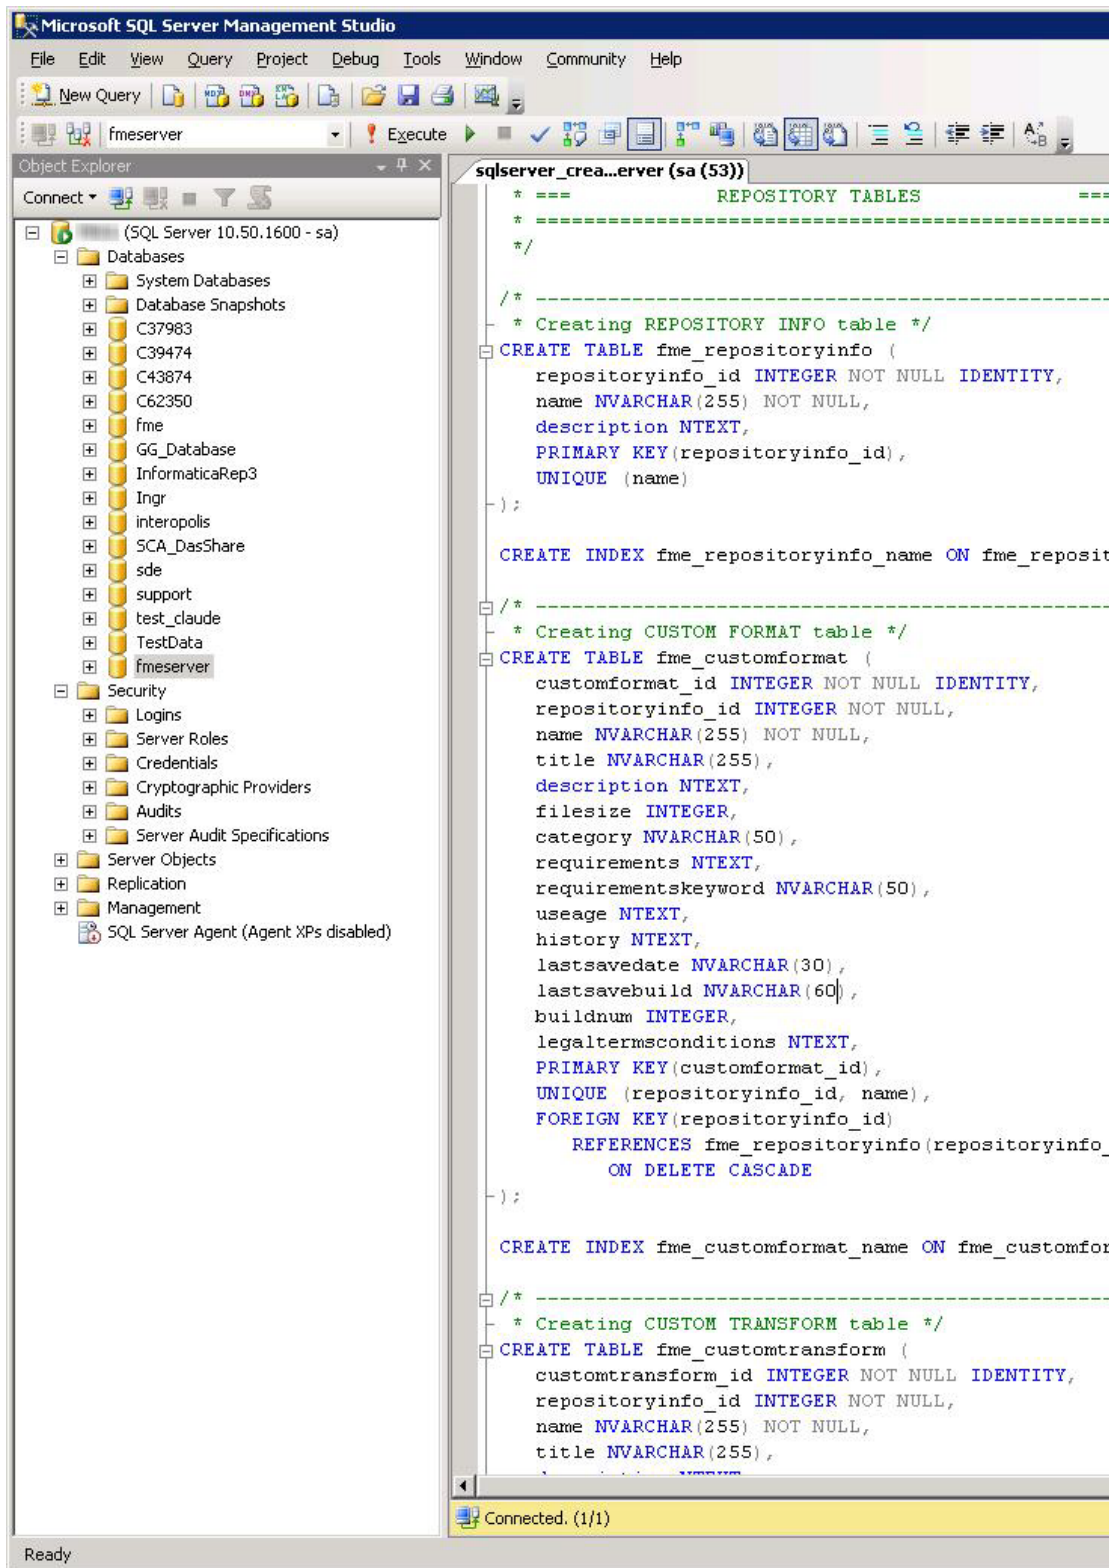 Microsoft SQL Server Management Studio
File Edit View Query Project Debug Tools Window Community Help
New Query
fmeserver Execute
Object Explorer
Connect
(SQL Server 10.50.1600 - sa)
Databases
System Databases
Database Snapshots
C37983
C39474
C43874
C62350
fme
GG_Database
InformaticaRep3
Ingr
interopolis
SCA_DasShare
sde
support
test_claude
TestData
fmeserver
Security
Logins
Server Roles
Credentials
Cryptographic Providers
Audits
Server Audit Specifications
Server Objects
Replication
Management
SQL Server Agent (Agent XPs disabled)
sqlserver_crea...erver (sa (53))
* === REPOSITORY TABLES ===
* ================================================
*/
/* ------------------------------------------------
* Creating REPOSITORY INFO table */
CREATE TABLE fme_repositoryinfo (
repositoryinfo_id INTEGER NOT NULL IDENTITY,
name NVARCHAR(255) NOT NULL,
description NTEXT,
PRIMARY KEY(repositoryinfo_id),
UNIQUE (name)
);
CREATE INDEX fme_repositoryinfo_name ON fme_reposit
/* ------------------------------------------------
* Creating CUSTOM FORMAT table */
CREATE TABLE fme_customformat (
customformat_id INTEGER NOT NULL IDENTITY,
repositoryinfo_id INTEGER NOT NULL,
name NVARCHAR(255) NOT NULL,
title NVARCHAR(255),
description NTEXT,
filesize INTEGER,
category NVARCHAR(50),
requirements NTEXT,
requirementskeyword NVARCHAR(50),
useage NTEXT,
history NTEXT,
lastsavedate NVARCHAR(30),
lastsavebuild NVARCHAR(60),
buildnum INTEGER,
legaltermsconditions NTEXT,
PRIMARY KEY(customformat_id),
UNIQUE (repositoryinfo_id, name),
FOREIGN KEY(repositoryinfo_id)
REFERENCES fme_repositoryinfo(repositoryinfo_
ON DELETE CASCADE
);
CREATE INDEX fme_customformat_name ON fme_customfor
/* ------------------------------------------------
* Creating CUSTOM TRANSFORM table */
CREATE TABLE fme_customtransform (
customtransform_id INTEGER NOT NULL IDENTITY,
repositoryinfo_id INTEGER NOT NULL,
name NVARCHAR(255) NOT NULL,
title NVARCHAR(255),
Connected. (1/1)
Ready